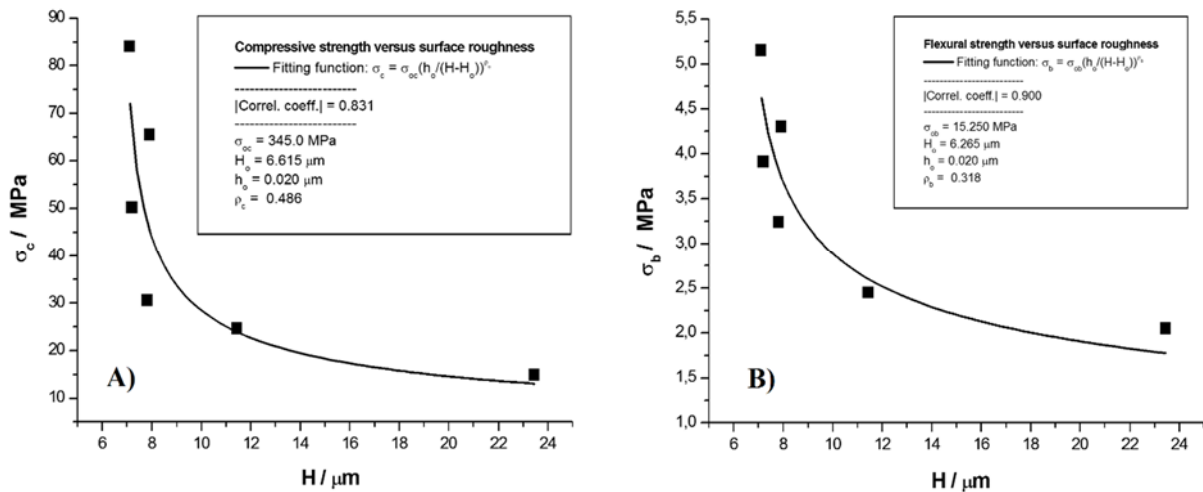 90
80
70
60
50
40
30
20
10
σc / MPa
Compressive strength versus surface roughness
Fitting function: σc = σoc(ho/(H-Ho))ρc
-------------------------
|Correl. coeff.| = 0.831
-------------------------
σoc = 345.0 MPa
Ho = 6.615 μm
ho = 0.020 μm
ρc = 0.486
A)
6 8 10 12 14 16 18 20 22 24
H / μm
5,5
5,0
4,5
4,0
3,5
3,0
2,5
2,0
1,5
1,0
σb / MPa
Flexural strength versus surface roughness
Fitting function: σb = σob(ho/(H-Ho))ρb
-------------------------
|Correl. coeff.| = 0.900
-------------------------
σob = 15.250 MPa
Ho = 6.265 μm
ho = 0.020 μm
ρb = 0.318
B)
6 8 10 12 14 16 18 20 22 24
H / μm